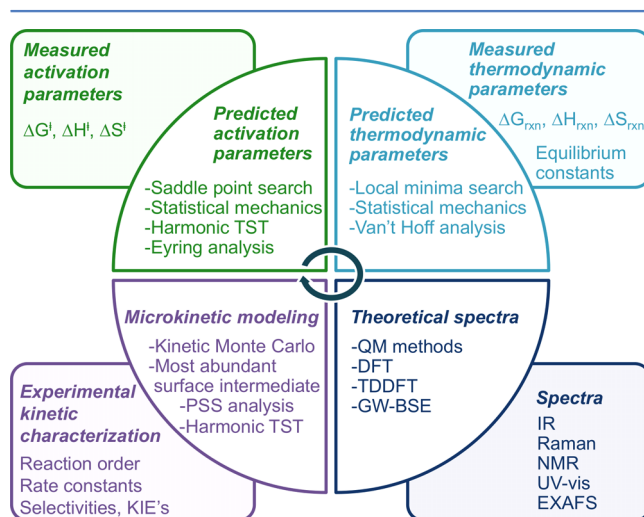 Measured
activation
parameters
ΔG‡, ΔH‡, ΔS‡
Predicted
activation
parameters
-Saddle point search
-Statistical mechanics
-Harmonic TST
-Eyring analysis
Measured
thermodynamic
parameters
ΔGrxn, ΔHrxn, ΔSrxn
Equilibrium
constants
Predicted
thermodynamic
parameters
-Local minima search
-Statistical mechanics
-Van't Hoff analysis
Microkinetic modeling
-Kinetic Monte Carlo
-Most abundant
surface intermediate
-PSS analysis
-Harmonic TST
Experimental
kinetic
characterization
Reaction order
Rate constants
Selectivities, KIE's
Theoretical spectra
-QM methods
-DFT
-TDDFT
-GW-BSE
Spectra
IR
Raman
NMR
UV-vis
EXAFS